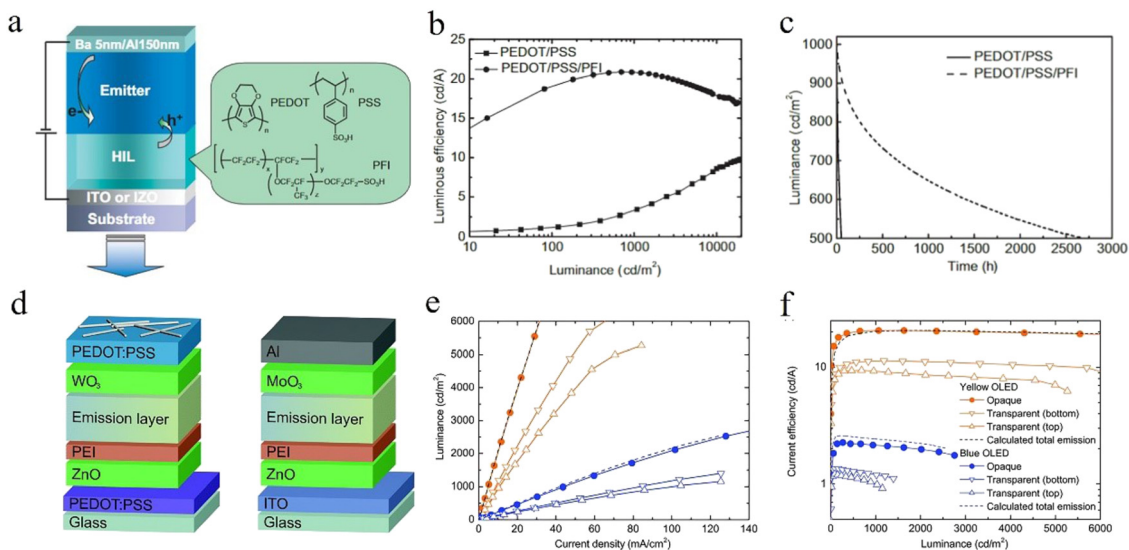 a
Ba 5nm/Al150nm
Emitter
e-
h+
HIL
ITO or IZO
Substrate
PEDOT
PSS
SO₃H
PFI
[(CF₂CF₂)x CFCF₂]y
(OCF₂CF)z OCF₂CF₂ SO₃H
CF₃
b
PEDOT/PSS
PEDOT/PSS/PFI
Luminous efficiency (cd/A)
25
20
15
10
5
0
10 100 1000 10000
Luminance (cd/m²)
c
PEDOT/PSS
PEDOT/PSS/PFI
Luminance (cd/m²)
1000
900
800
700
600
500
0 500 1000 1500 2000 2500 3000
Time (h)
d
PEDOT:PSS
WO₃
Emission layer
PEI
ZnO
PEDOT:PSS
Glass
Al
MoO₃
Emission layer
PEI
ZnO
ITO
Glass
e
Luminance (cd/m²)
6000
5000
4000
3000
2000
1000
0
0 20 40 60 80 100 120 140
Current density (mA/cm²)
f
Current efficiency (cd/A)
10
1
Yellow OLED
Opaque
Transparent (bottom)
Transparent (top)
Calculated total emission
Blue OLED
Opaque
Transparent (bottom)
Transparent (top)
Calculated total emission
0 1000 2000 3000 4000 5000 6000
Luminance (cd/m²)